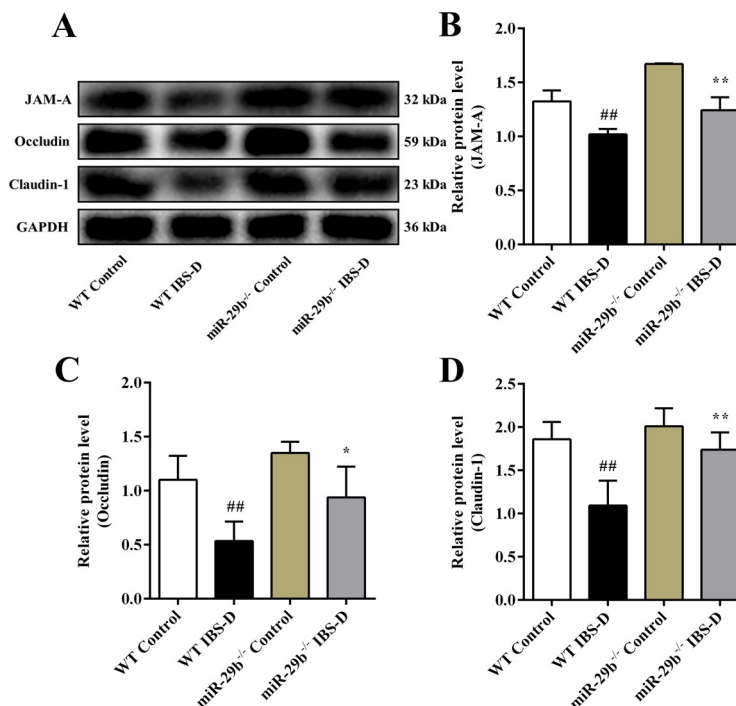 A
JAM-A 32 kDa
Occludin 59 kDa
Claudin-1 23 kDa
GAPDH 36 kDa
WT Control
WT IBS-D
miR-29b-/- Control
miR-29b-/- IBS-D
B
Relative protein level
(JAM-A)
2.0
1.5
1.0
0.5
0.0
##
**
WT Control
WT IBS-D
miR-29b-/- Control
miR-29b-/- IBS-D
C
Relative protein level
(Occludin)
2.0
1.5
1.0
0.5
0.0
##
*
WT Control
WT IBS-D
miR-29b-/- Control
miR-29b-/- IBS-D
D
Relative protein level
(Claudin-1)
2.5
2.0
1.5
1.0
0.5
0.0
##
**
WT Control
WT IBS-D
miR-29b-/- Control
miR-29b-/- IBS-D